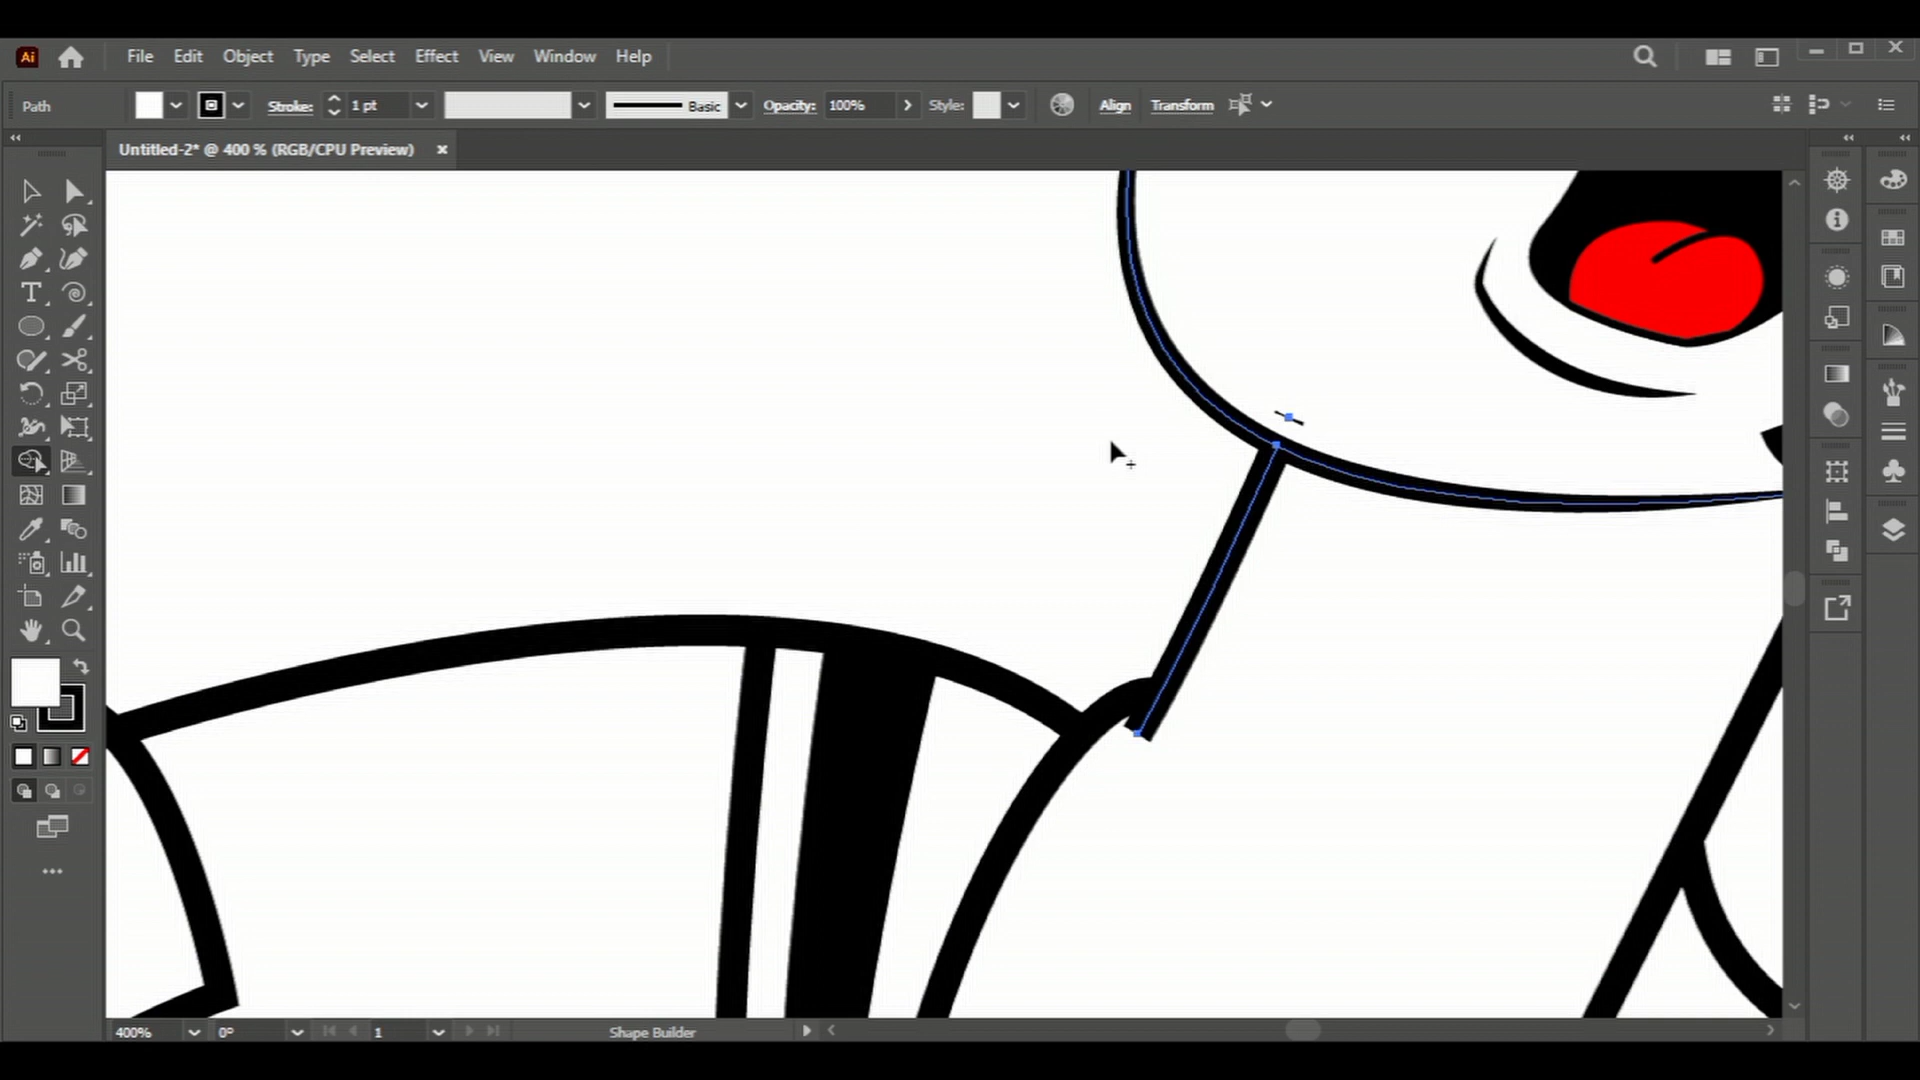 Ai File Edit Object Type Select Effect View Window Help
Path Stroke: 1 pt Basic Opacity: 100% Style: Align Transform
Untitled-2* @ 400 % (RGB/CPU Preview)
400% 0° 1 Shape Builder